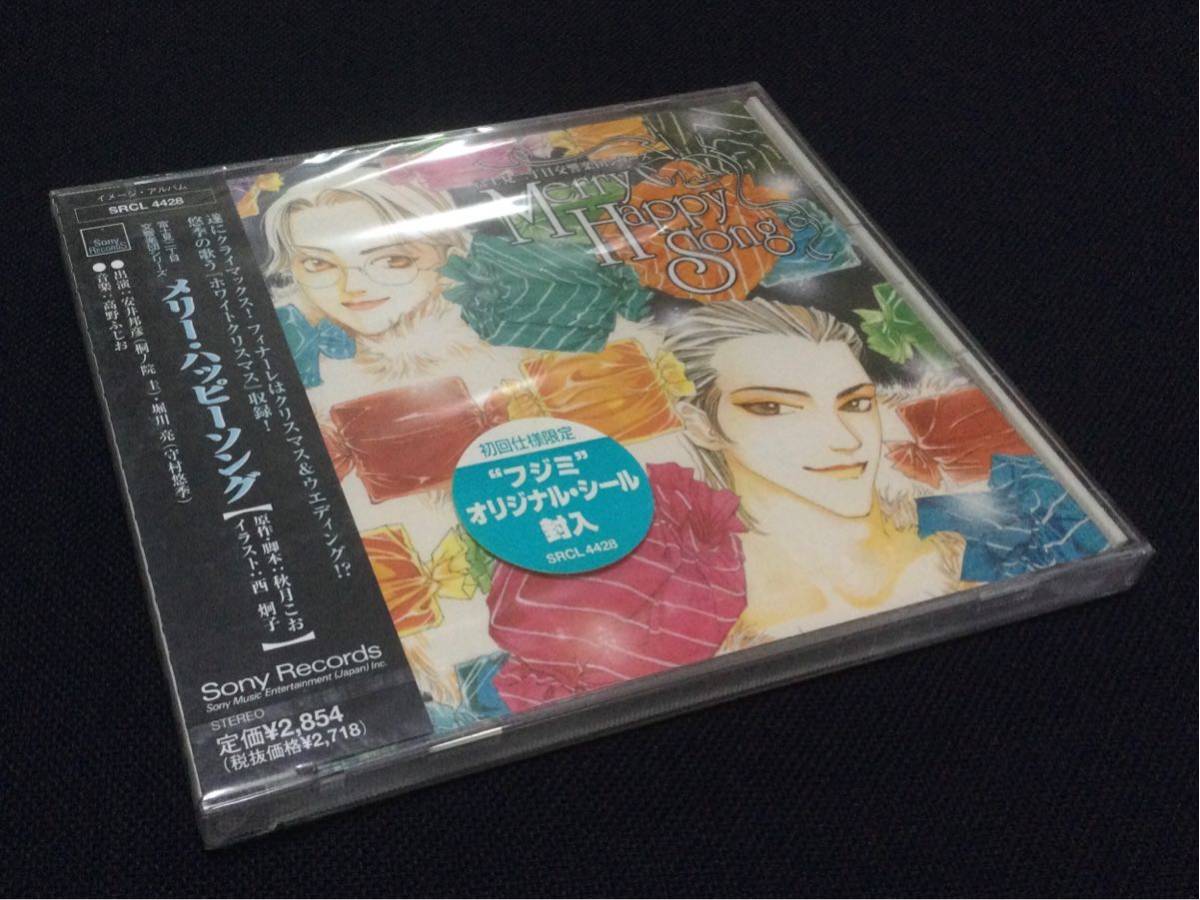 イメージ・アルバム
SRCL 4428
Sony Records
遂にクライマックス!フィナーレはクリスマス&ウエディング!?
悠季の歌う「ホワイトクリスマス」収録!
富士見二丁目
交響楽団シリーズ
メリー・ハッピーソング
【原作・脚本:秋月こお
イラスト:西 炯子】
●出演:安井邦彦(桐ノ院 圭)・堀川 亮(守村悠季)
●音楽:高野ふじお
Sony Records
Sony Music Entertainment (Japan) Inc.
STEREO
定価¥2,854
(税抜価格¥2,718)
Merry
Happy
Song
初回仕様限定
“フジミ”
オリジナル・シール
封入
SRCL 4428